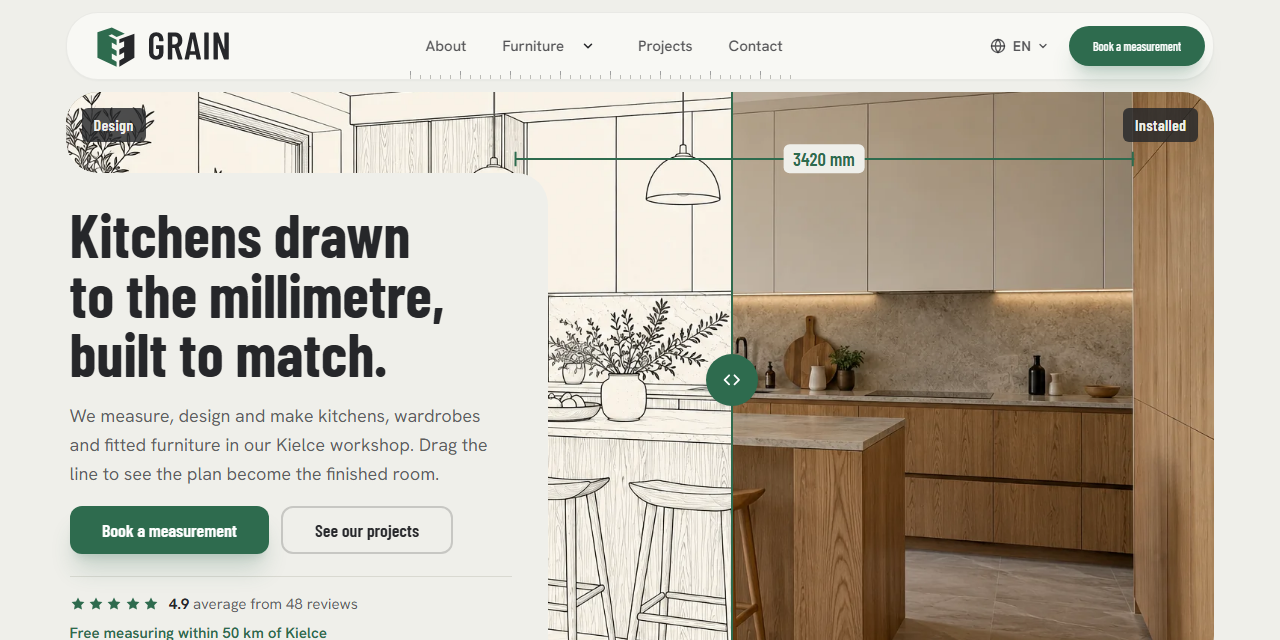 GRAIN
About
Furniture
Projects
Contact
EN
Book a measurement
Design
Installed
3420 mm
Kitchens drawn
to the millimetre,
built to match.
We measure, design and make kitchens, wardrobes
and fitted furniture in our Kielce workshop. Drag the
line to see the plan become the finished room.
Book a measurement
See our projects
4.9 average from 48 reviews
Free measuring within 50 km of Kielce